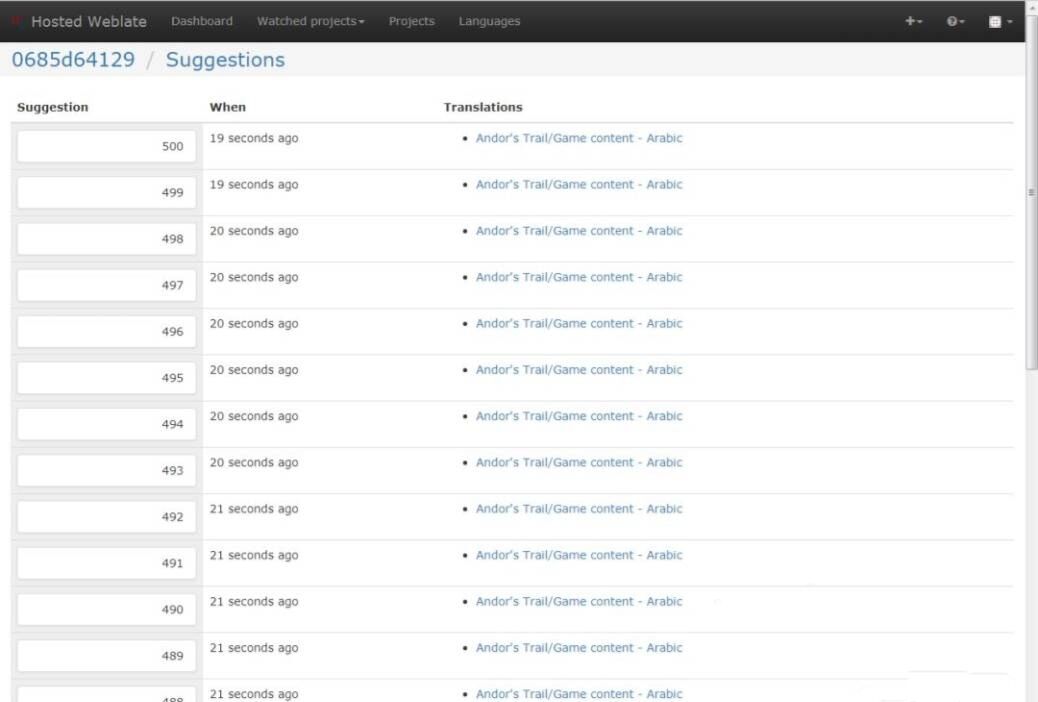 Hosted Weblate Dashboard Watched projects Projects Languages
0685d64129 / Suggestions
Suggestion When Translations
500 19 seconds ago • Andor's Trail/Game content - Arabic
499 19 seconds ago • Andor's Trail/Game content - Arabic
498 20 seconds ago • Andor's Trail/Game content - Arabic
497 20 seconds ago • Andor's Trail/Game content - Arabic
496 20 seconds ago • Andor's Trail/Game content - Arabic
495 20 seconds ago • Andor's Trail/Game content - Arabic
494 20 seconds ago • Andor's Trail/Game content - Arabic
493 20 seconds ago • Andor's Trail/Game content - Arabic
492 21 seconds ago • Andor's Trail/Game content - Arabic
491 21 seconds ago • Andor's Trail/Game content - Arabic
490 21 seconds ago • Andor's Trail/Game content - Arabic
489 21 seconds ago • Andor's Trail/Game content - Arabic
488 21 seconds ago • Andor's Trail/Game content - Arabic